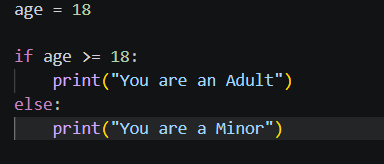 age = 18
if age >= 18:
    print("You are an Adult")
else:
    print("You are a Minor")